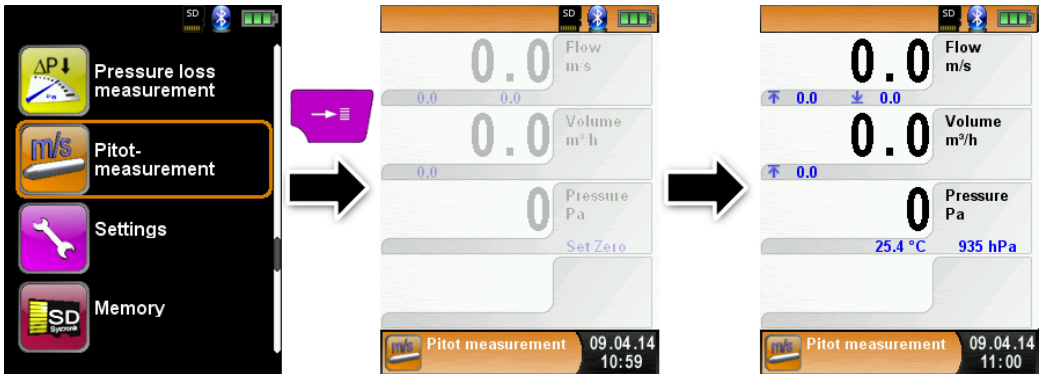 SD
ΔP↓
Pa
Pressure loss
measurement
m/s
Pitot-
measurement
Settings
SD
Systronik
Memory
SD
0.0
Flow
m/s
0.0 0.0
0.0
Volume
m³/h
0.0
0
Pressure
Pa
Set Zero
m/s
Pitot measurement
09.04.14
10:59
SD
0.0
Flow
m/s
0.0 0.0
0.0
Volume
m³/h
0.0
0
Pressure
Pa
25.4 °C 935 hPa
m/s
Pitot measurement
09.04.14
11:00